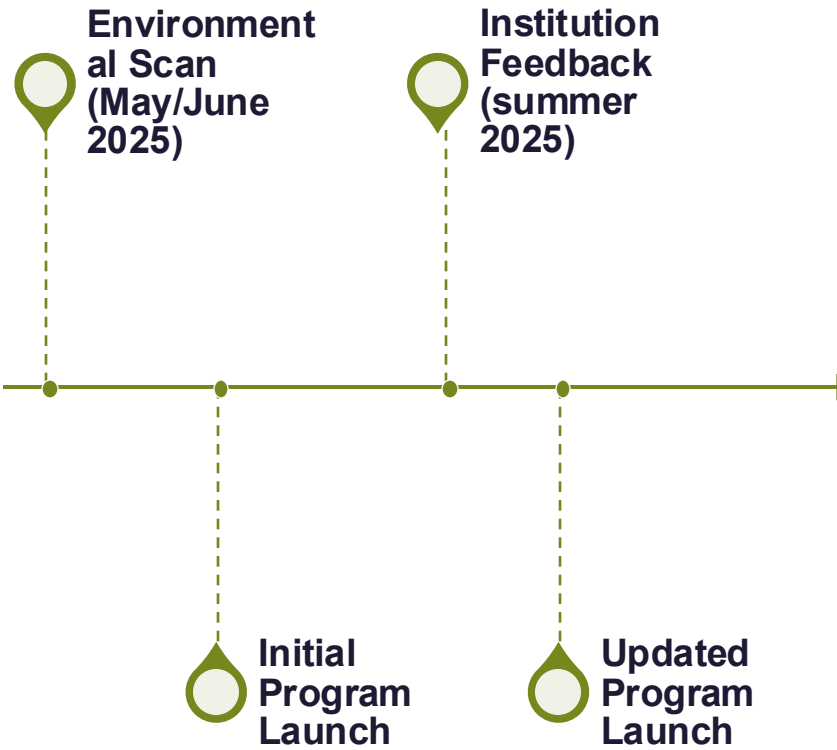 Environment
al Scan
(May/June
2025)
Institution
Feedback
(summer
2025)
Initial
Program
Launch
Updated
Program
Launch